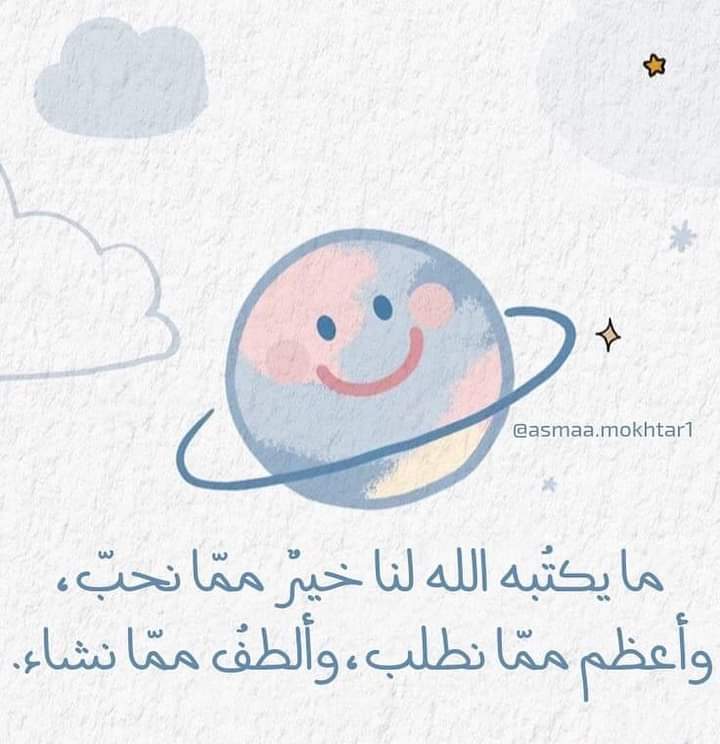 @asmaa.mokhtar1
ما يكتُبه الله لنا خيرٌ ممّا نحبّ،
وأعظم ممّا نطلب، وألطفُ ممّا نشاء.